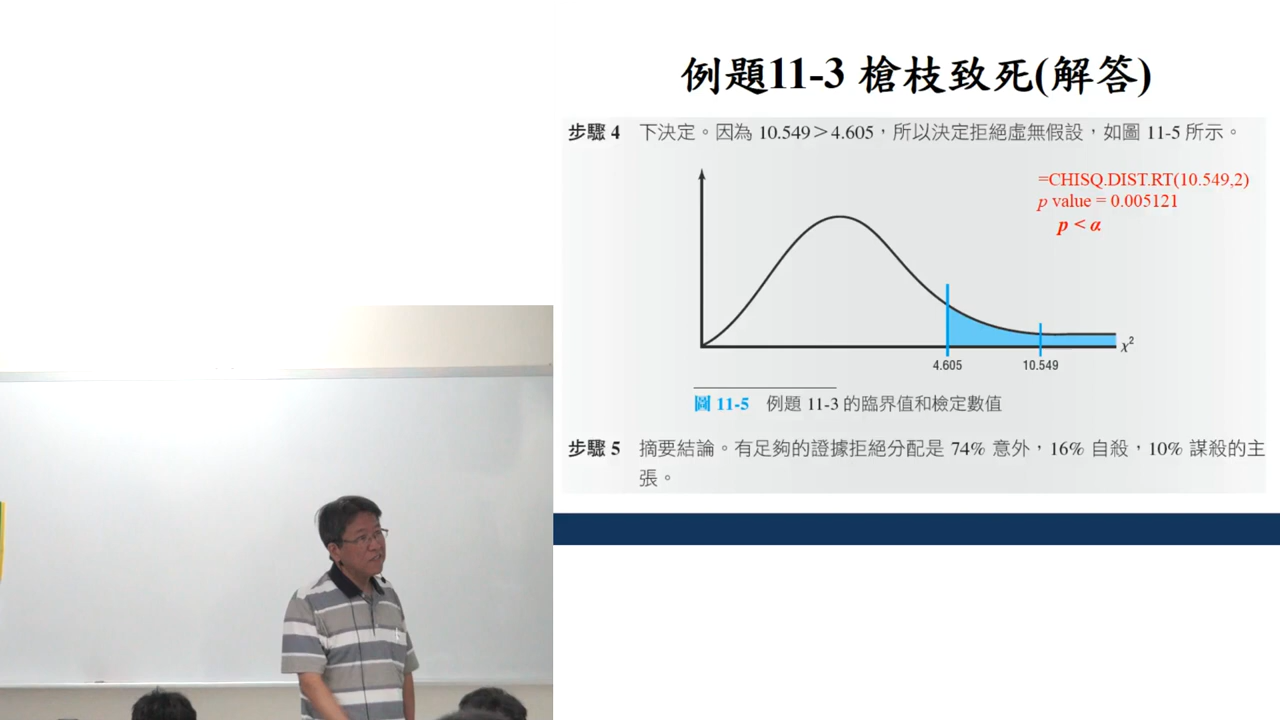 例題11-3 槍枝致死(解答)
步驟 4 下決定。因為 10.549＞4.605，所以決定拒絕虛無假設，如圖 11-5 所示。
=CHISQ.DIST.RT(10.549,2)
p value = 0.005121
p < α
χ²
4.605 10.549
圖 11-5 例題 11-3 的臨界值和檢定數值
步驟 5 摘要結論。有足夠的證據拒絕分配是 74% 意外，16% 自殺，10% 謀殺的主
張。